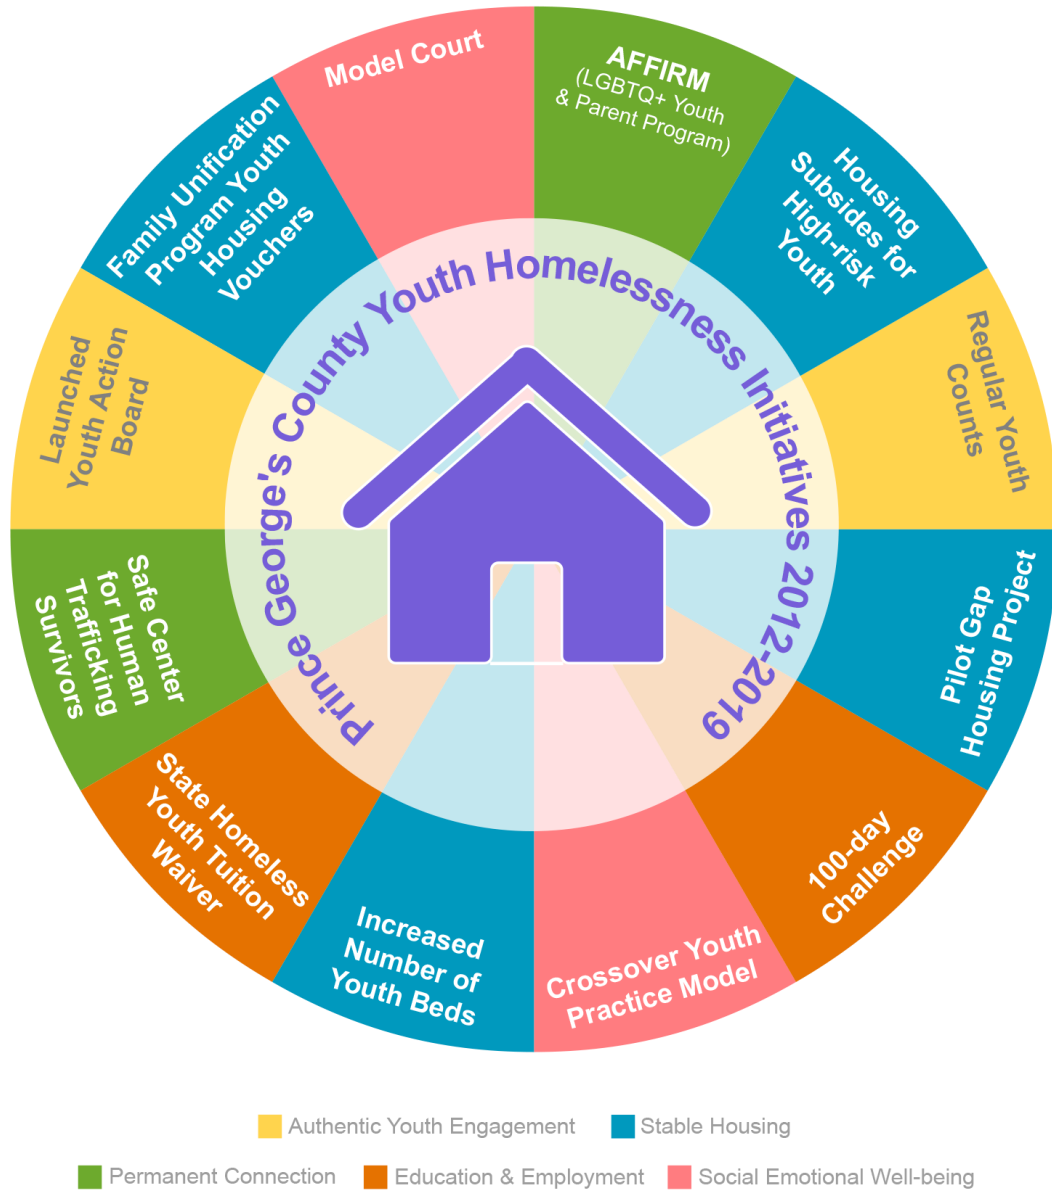 Model Court
AFFIRM
(LGBTQ+ Youth
& Parent Program)
Housing
Subsides for
High-risk
Youth
Regular Youth
Counts
Pilot Gap
Housing Project
100-day
Challenge
Crossover Youth
Practice Model
Increased
Number of
Youth Beds
State Homeless
Youth Tuition
Waiver
Safe Center
for Human
Trafficking
Survivors
Launched
Youth Action
Board
Family Unification
Program Youth
Housing
Vouchers
Prince George's County Youth Homelessness Initiatives 2012-2019
Authentic Youth Engagement
Stable Housing
Permanent Connection
Education & Employment
Social Emotional Well-being